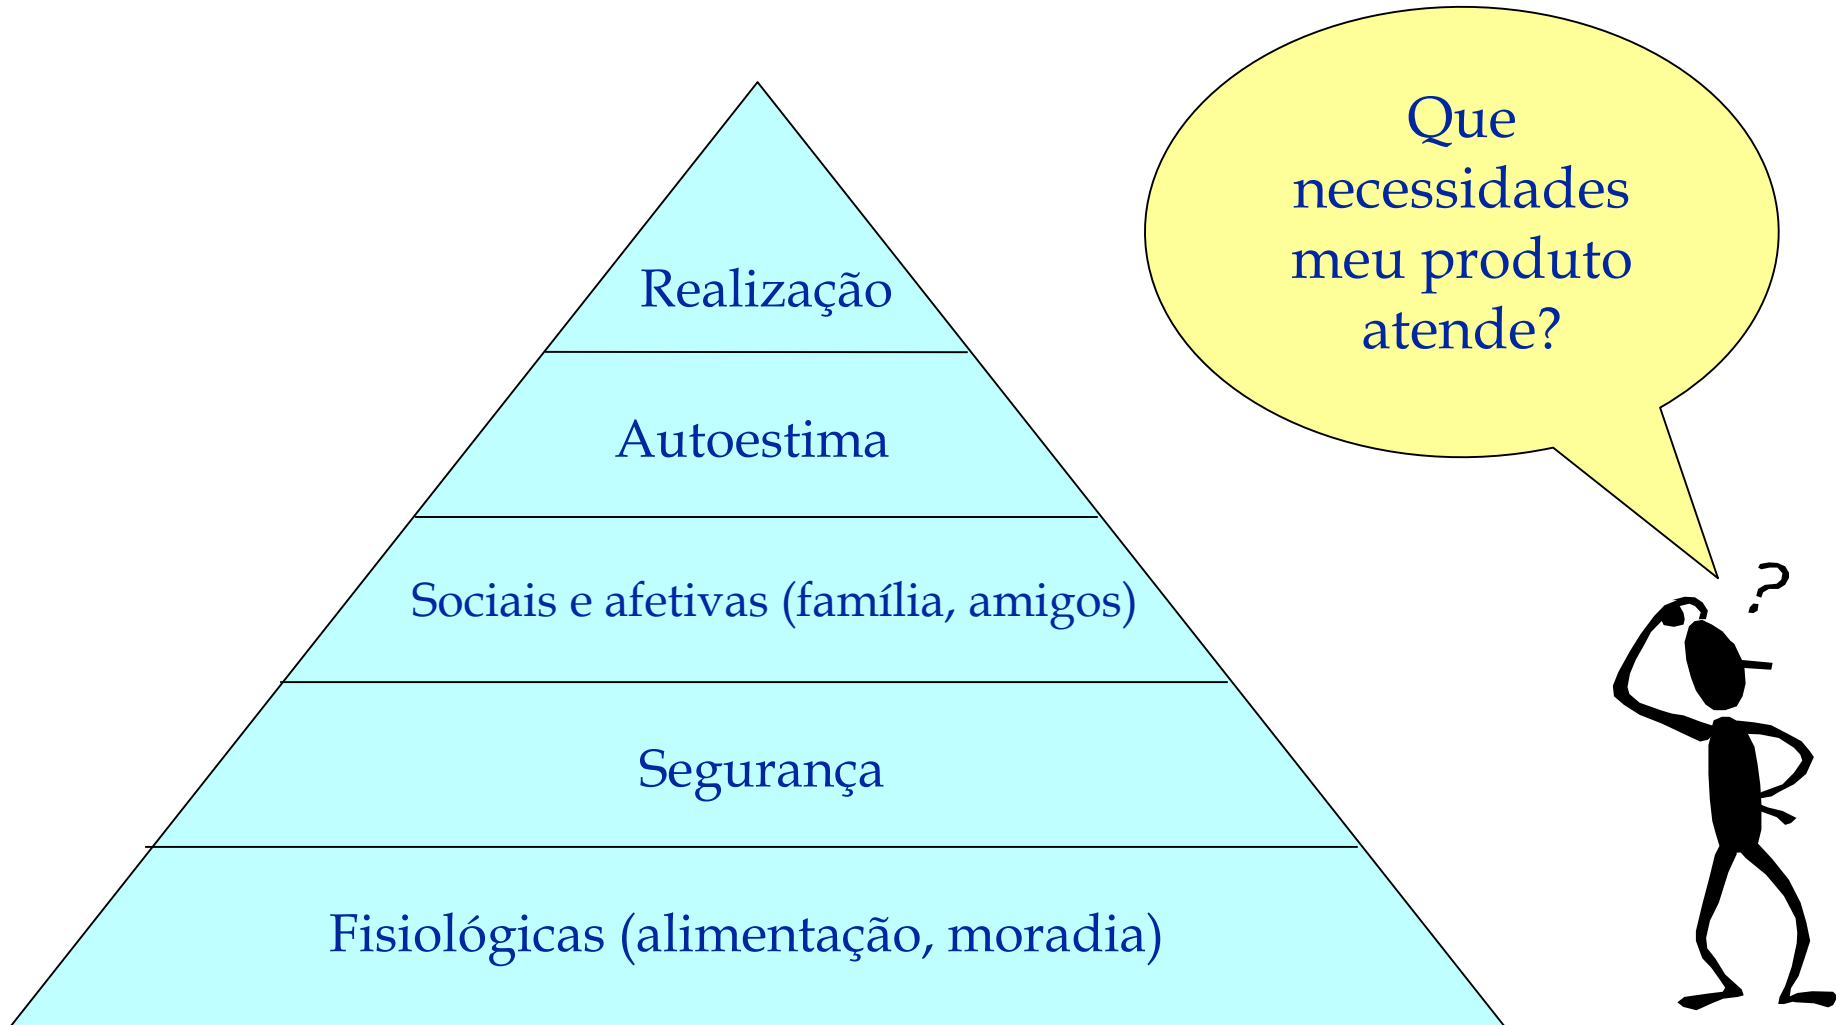 Que
necessidades
meu produto
atende?
Realização
Autoestima
Sociais e afetivas (família, amigos)
Segurança
Fisiológicas (alimentação, moradia)
?